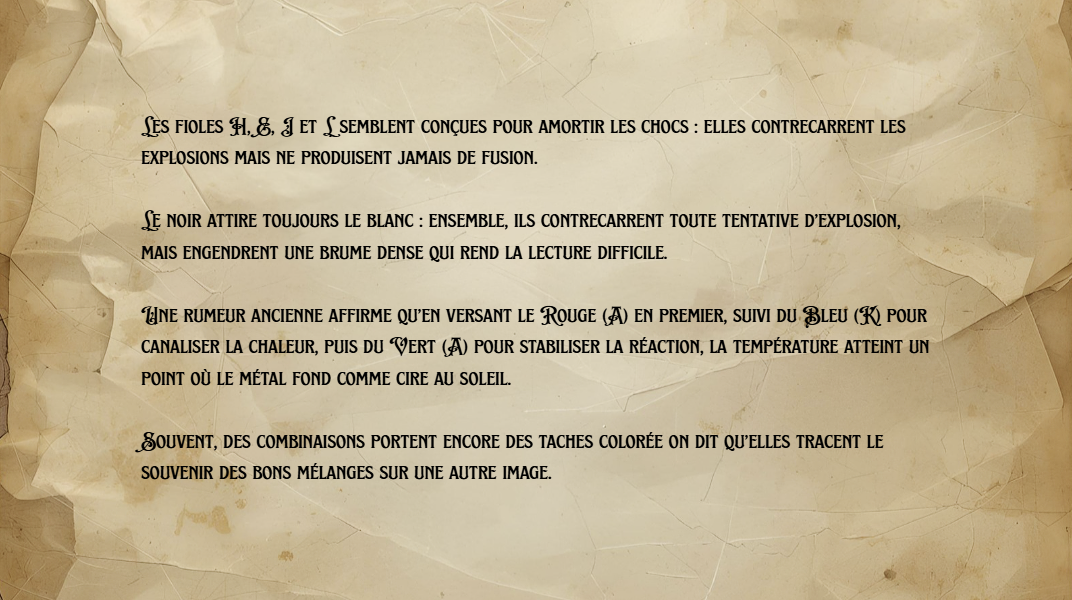 Les fioles H, E, J et L semblent conçues pour amortir les chocs : elles contrecarrent les
explosions mais ne produisent jamais de fusion.
Le noir attire toujours le blanc : ensemble, ils contrecarrent toute tentative d'explosion,
mais engendrent une brume dense qui rend la lecture difficile.
Une rumeur ancienne affirme qu'en versant le Rouge (A) en premier, suivi du Bleu (K) pour
canaliser la chaleur, puis du Vert (A) pour stabiliser la réaction, la température atteint un
point où le métal fond comme cire au soleil.
Souvent, des combinaisons portent encore des taches colorée on dit qu'elles tracent le
souvenir des bons mélanges sur une autre image.